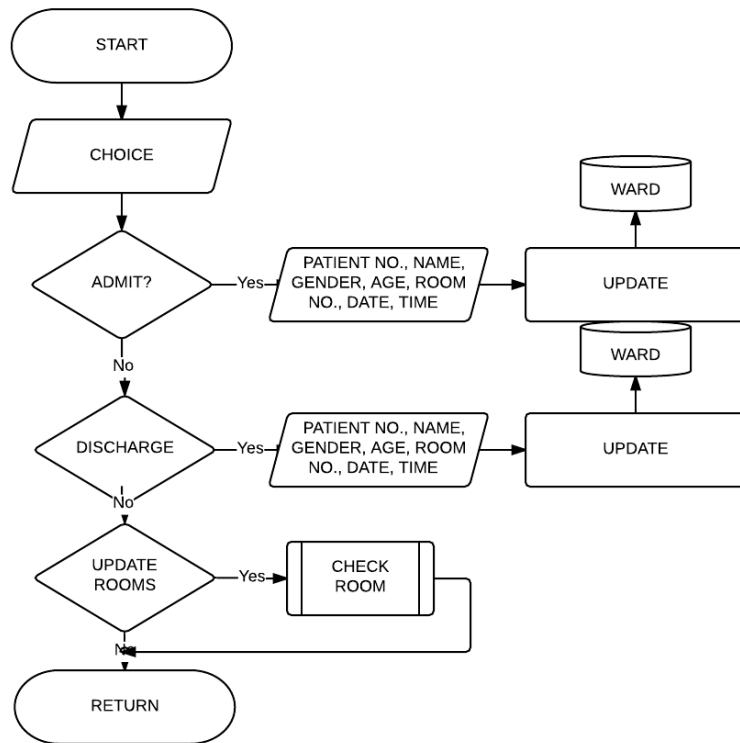 START
CHOICE
WARD
ADMIT?
Yes
PATIENT NO., NAME,
GENDER, AGE, ROOM
NO., DATE, TIME
UPDATE
No
WARD
DISCHARGE
Yes
PATIENT NO., NAME,
GENDER, AGE, ROOM
NO., DATE, TIME
UPDATE
No
UPDATE
ROOMS
Yes
CHECK
ROOM
No
RETURN